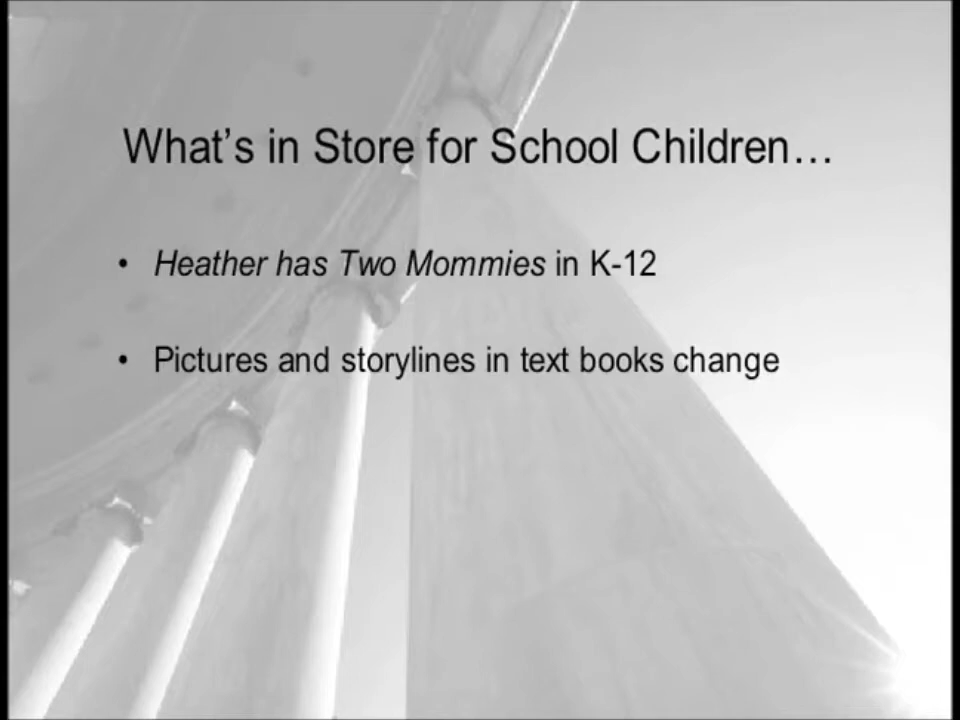 What’s in Store for School Children…
• Heather has Two Mommies in K-12
• Pictures and storylines in text books change